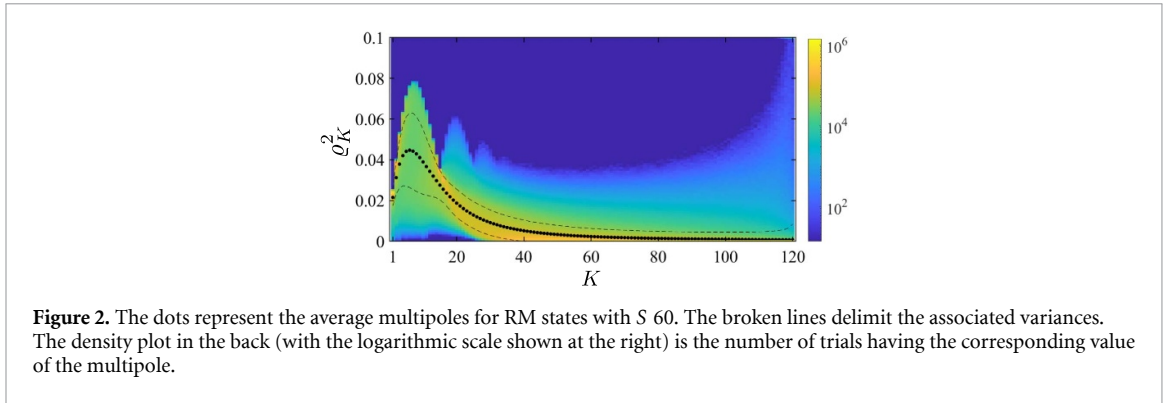 0.1
0.08
0.06
0.04
0.02
0
ϱ²_K
1 20 40 60 80 100 120
K
10⁶
10⁴
10²
Figure 2. The dots represent the average multipoles for RM states with S 60. The broken lines delimit the associated variances.
The density plot in the back (with the logarithmic scale shown at the right) is the number of trials having the corresponding value
of the multipole.